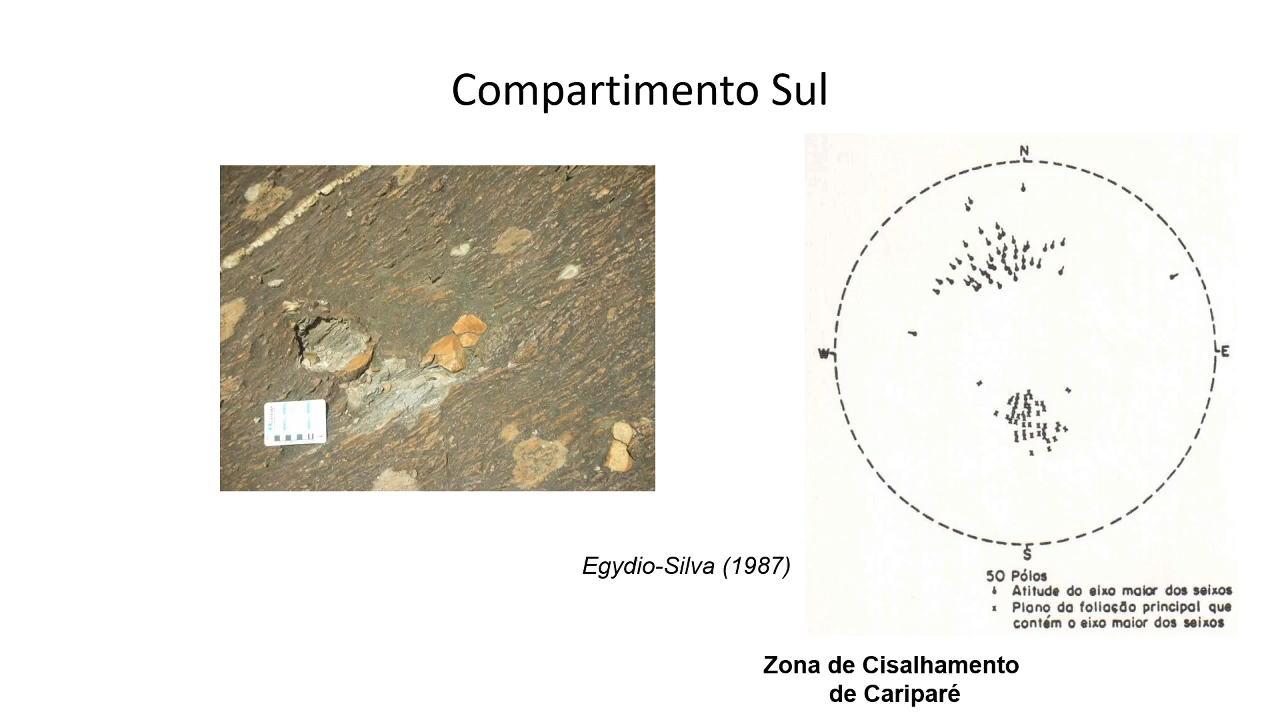 Compartimento Sul
N
W
E
S
Egydio-Silva (1987)
50 Pólos
Atitude do eixo maior dos seixos
x Plano da foliação principal que
contém o eixo maior dos seixos
Zona de Cisalhamento
de Cariparé